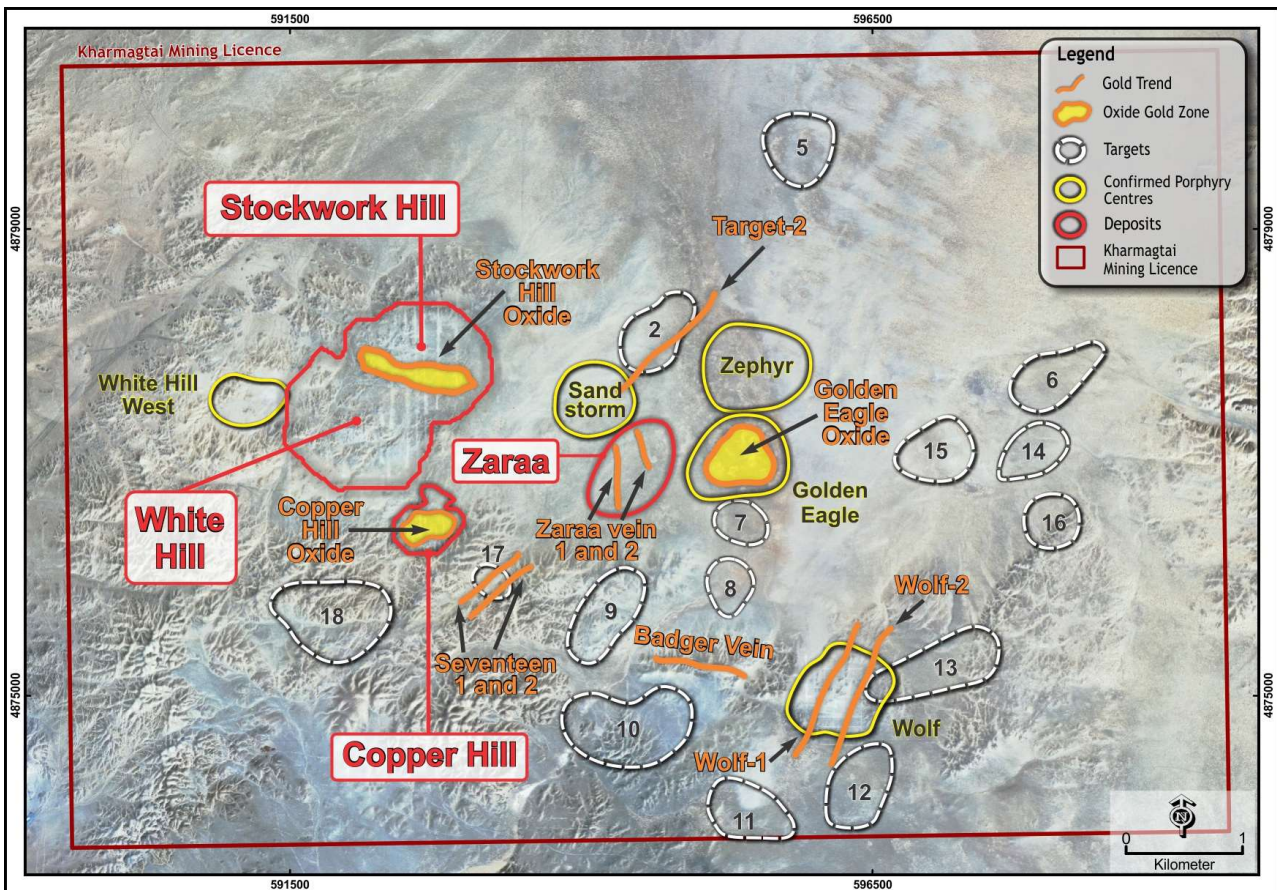 591500
596500
Kharmagtai Mining Licence
Legend
Gold Trend
Oxide Gold Zone
Targets
Confirmed Porphyry
Centres
Deposits
Kharmagtai
Mining Licence
4879000
4879000
5
Stockwork Hill
Target-2
Stockwork
Hill
Oxide
2
Zephyr
6
White Hill
West
Sand
storm
Golden
Eagle
Oxide
15
14
Zaraa
Golden
Eagle
White
Hill
Copper
Hill
Oxide
Zaraa vein
1 and 2
7
16
17
8
Wolf-2
18
9
Badger Vein
13
Seventeen
1 and 2
4875000
4875000
10
Wolf
Copper Hill
Wolf-1
12
11
N
0
1
Kilometer
591500
596500